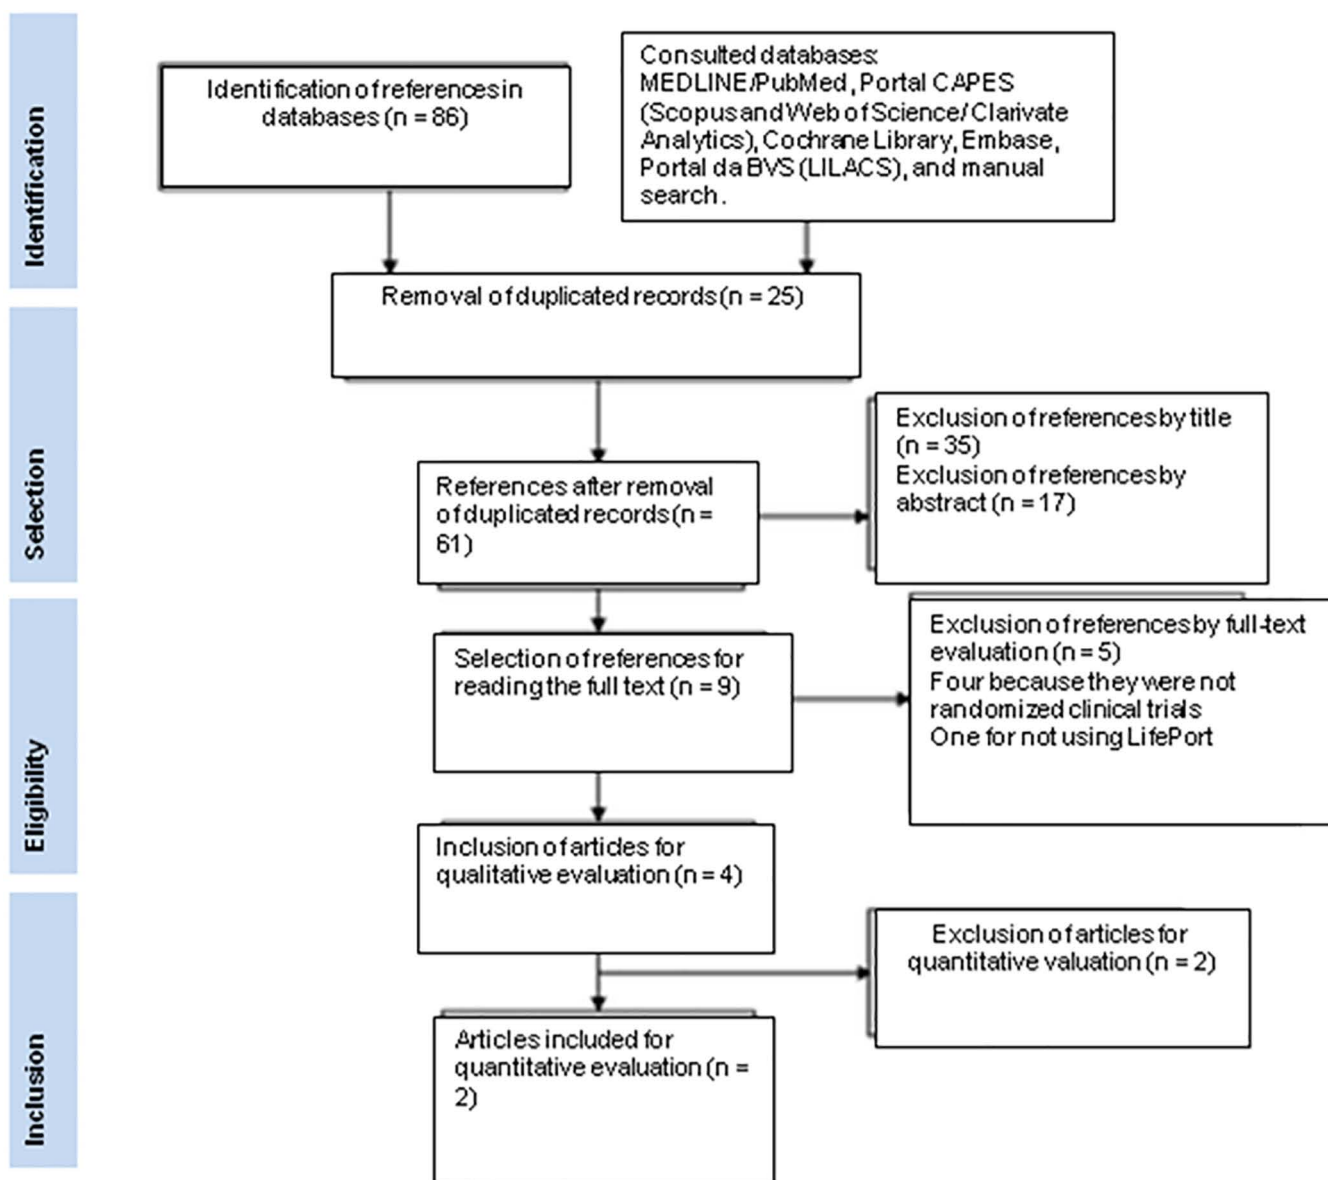 Identification
Identification of references in
databases (n = 86)
Consulted databases:
MEDLINE/PubMed, Portal CAPES
(Scopus and Web of Science/ Clarivate
Analytics), Cochrane Library, Embase,
Portal da BVS (LILACS), and manual
search.
Removal of duplicated records (n = 25)
Selection
References after removal
of duplicated records (n =
61)
Exclusion of references by title
(n = 35)
Exclusion of references by
abstract (n = 17)
Eligibility
Selection of references for
reading the full text (n = 9)
Exclusion of references by full-text
evaluation (n = 5)
Four because they were not
randomized clinical trials
One for not using LifePort
Inclusion of articles for
qualitative evaluation (n = 4)
Inclusion
Exclusion of articles for
quantitative valuation (n = 2)
Articles included for
quantitative evaluation (n =
2)